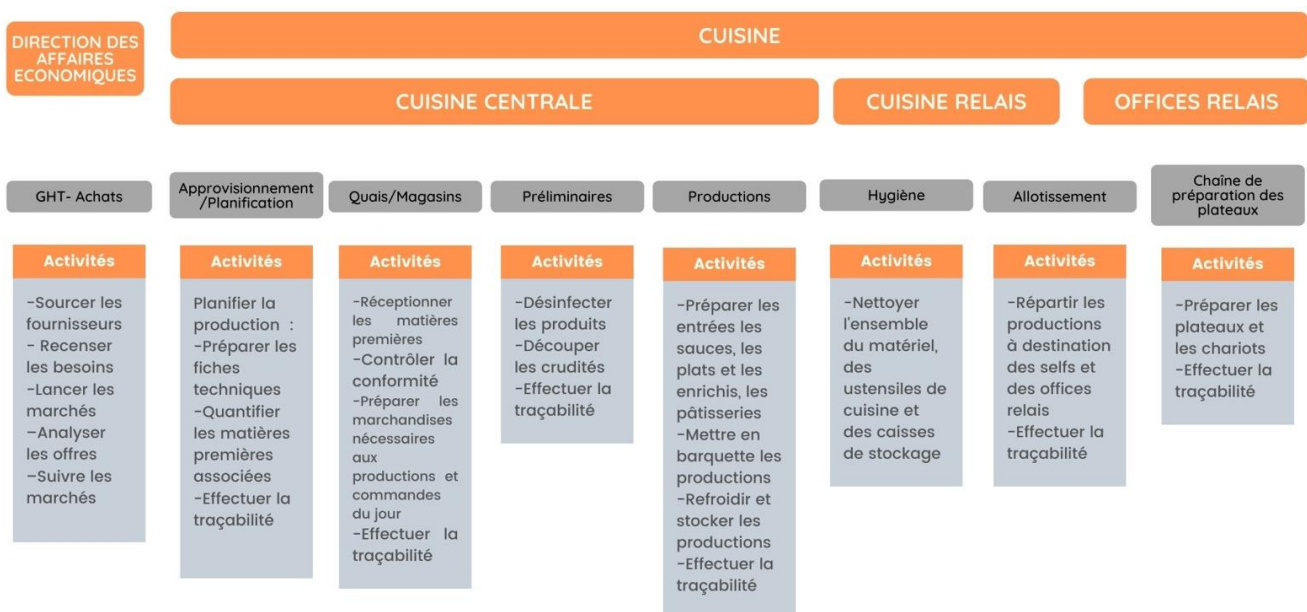 DIRECTION DES
AFFAIRES
ECONOMIQUES
CUISINE
CUISINE CENTRALE
CUISINE RELAIS
OFFICES RELAIS
GHT- Achats
Approvisionnement
/Planification
Quais/Magasins
Préliminaires
Productions
Hygiène
Allotissement
Chaîne de
préparation des
plateaux
Activités
-Sourcer les
fournisseurs
- Recenser
les besoins
-Lancer les
marchés
–Analyser
les offres
–Suivre les
marchés
Activités
Planifier la
production :
-Préparer les
fiches
techniques
-Quantifier
les matières
premières
associées
-Effectuer la
traçabilité
Activités
-Réceptionner
les matières
premières
-Contrôler la
conformité
-Préparer les
marchandises
nécessaires
aux
productions et
commandes
du jour
-Effectuer la
traçabilité
Activités
-Désinfecter
les produits
-Découper
les crudités
-Effectuer la
traçabilité
Activités
-Préparer les
entrées les
sauces, les
plats et les
enrichis, les
pâtisseries
-Mettre en
barquette les
productions
-Refroidir et
stocker les
productions
-Effectuer la
traçabilité
Activités
-Nettoyer
l'ensemble
du matériel,
des
ustensiles de
cuisine et
des caisses
de stockage
Activités
-Répartir les
productions
à destination
des selfs et
des offices
relais
-Effectuer la
traçabilité
Activités
-Préparer les
plateaux et
les chariots
-Effectuer la
traçabilité